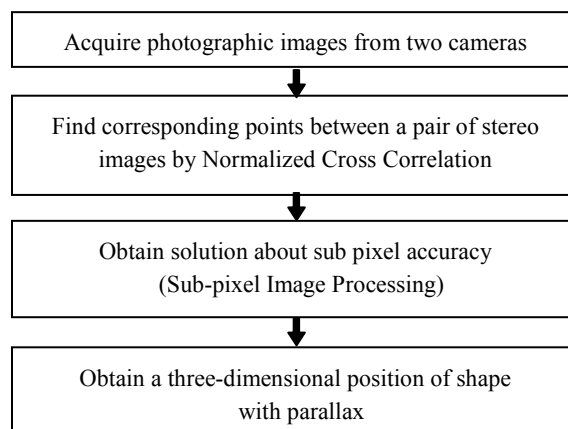 Acquire photographic images from two cameras
Find corresponding points between a pair of stereo
images by Normalized Cross Correlation
Obtain solution about sub pixel accuracy
(Sub-pixel Image Processing)
Obtain a three-dimensional position of shape
with parallax